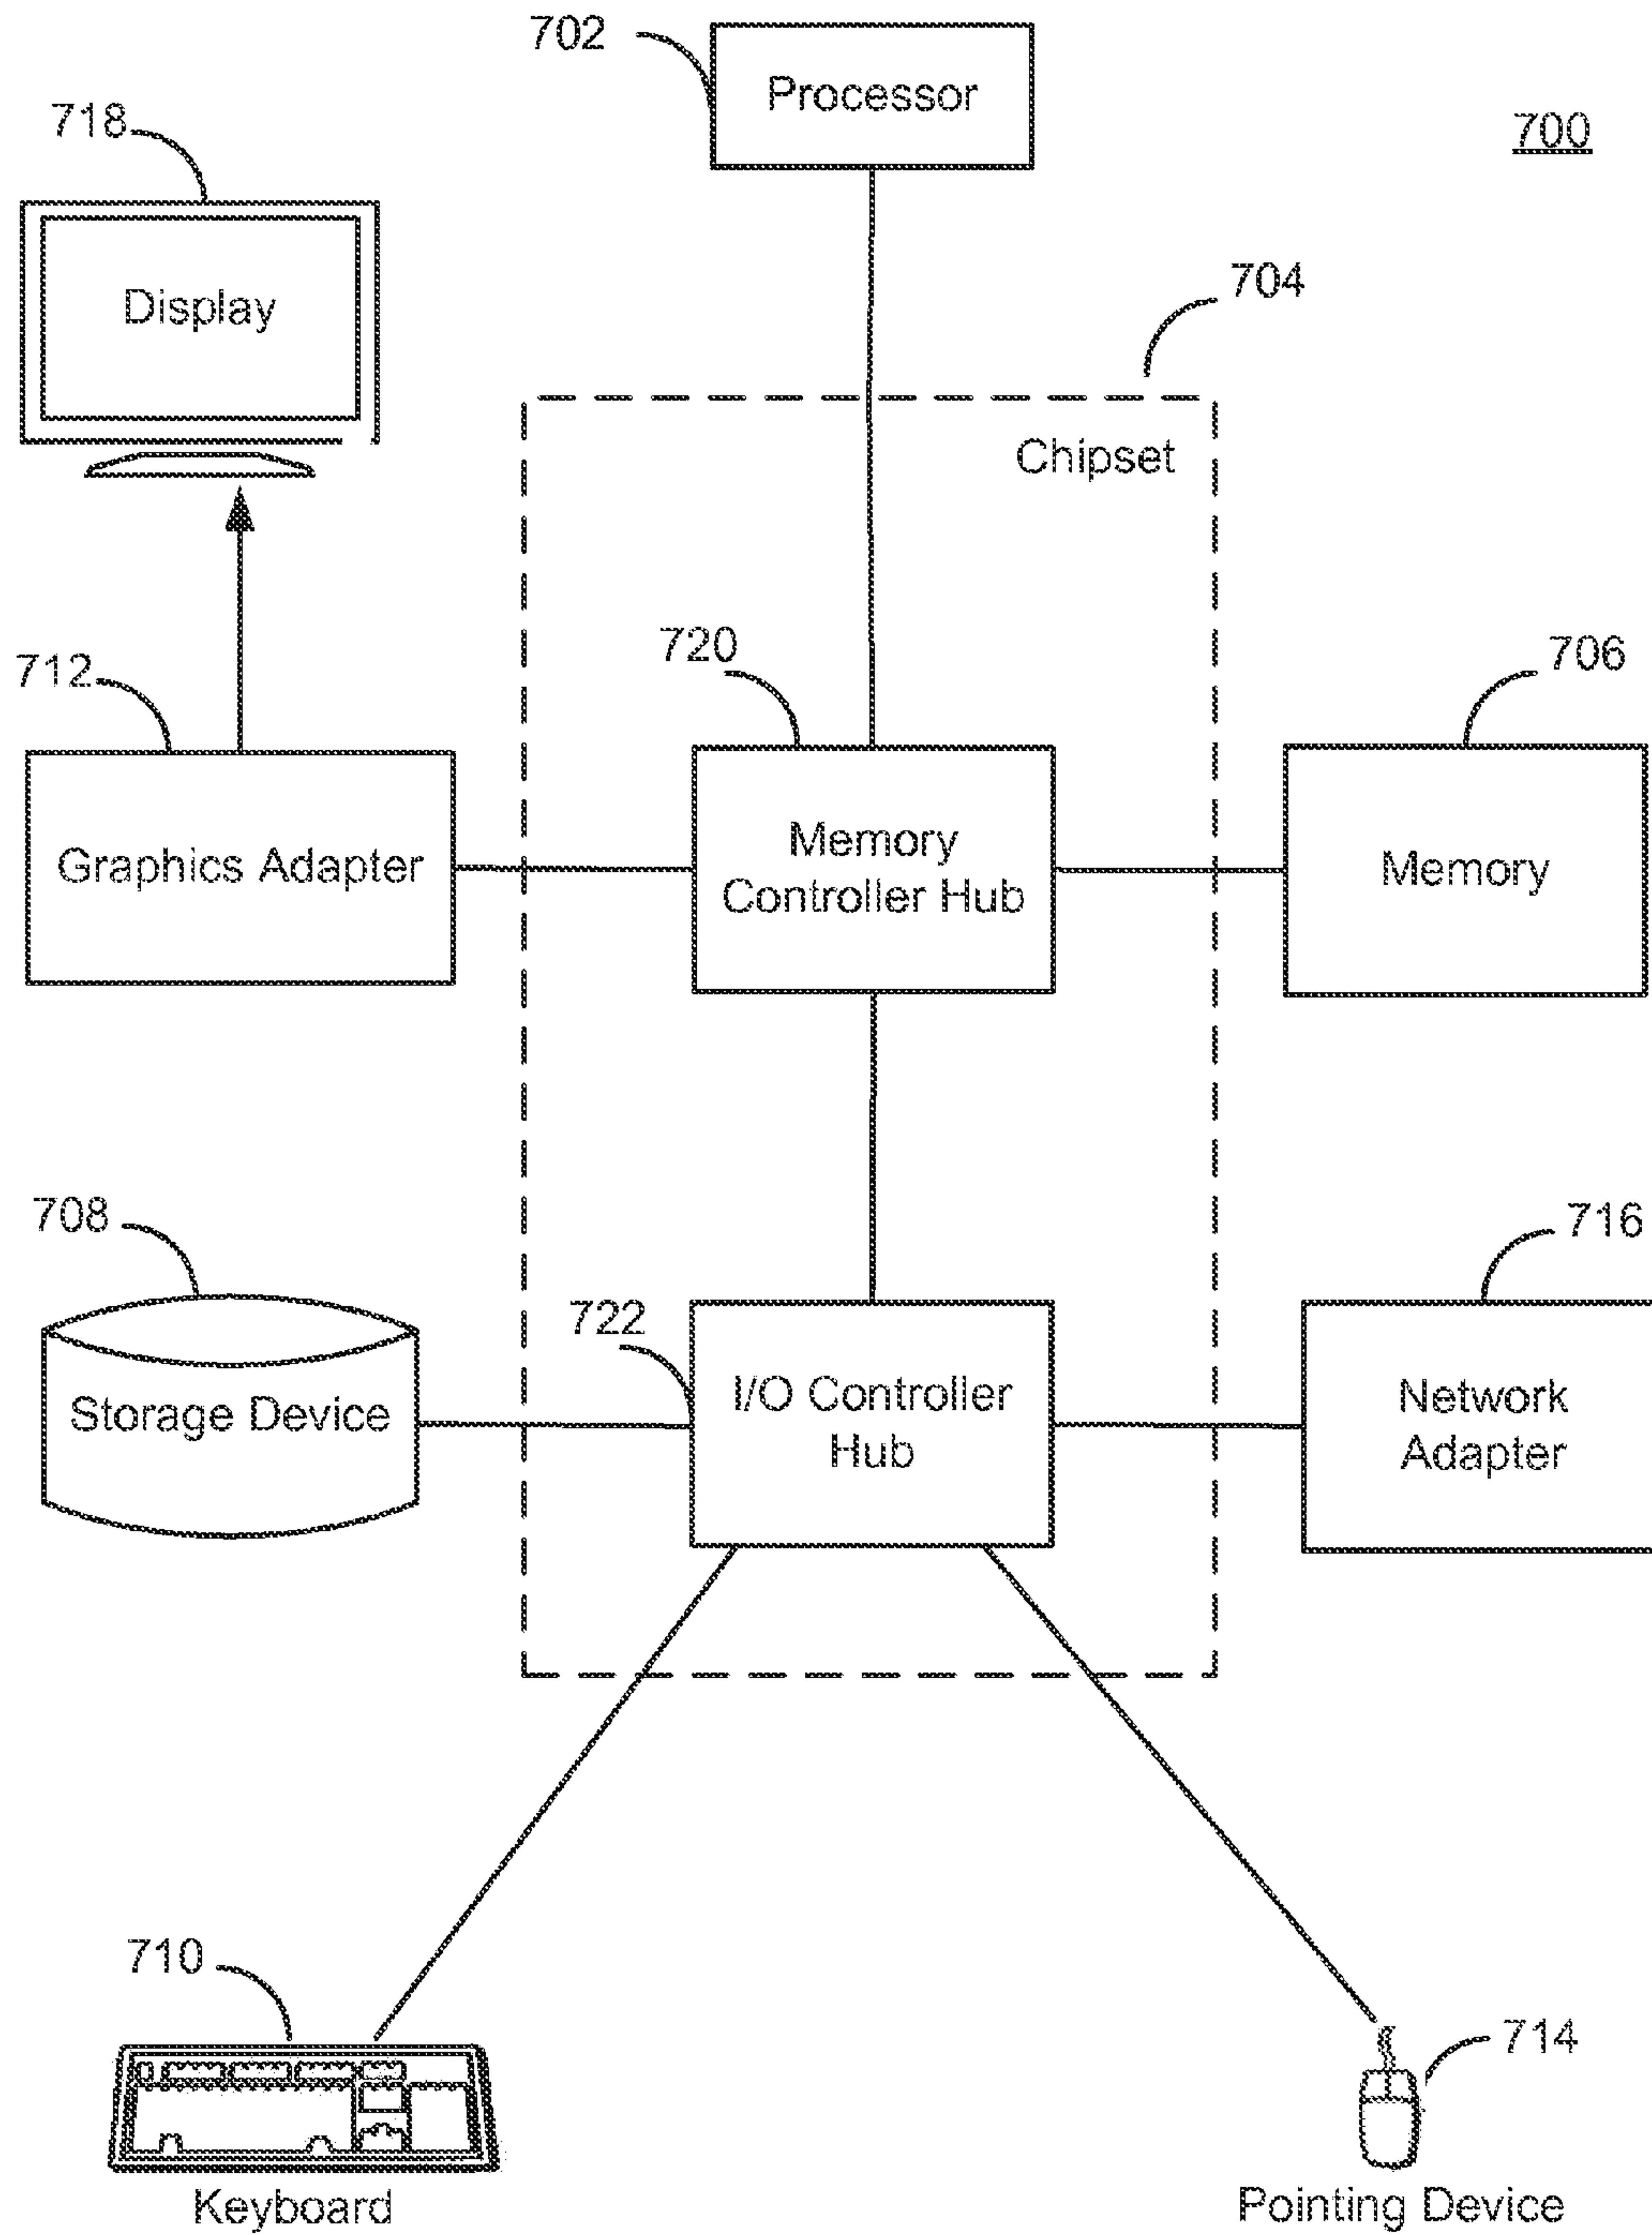 702
Processor
700
718
Display
704
Chipset
712
720
706
Graphics Adapter
Memory
Controller Hub
Memory
708
716
722
Storage Device
I/O Controller
Hub
Network
Adapter
710
714
Keyboard
Pointing Device